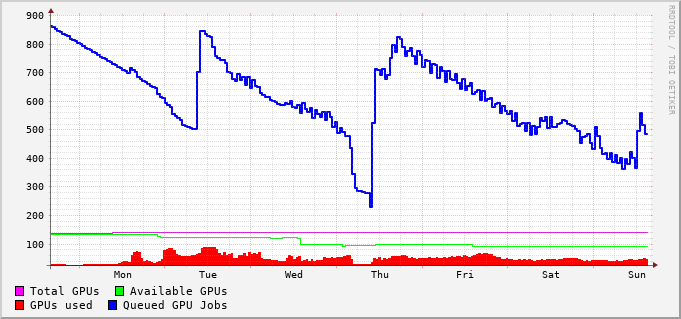 900
800
700
600
500
400
300
200
100
Mon Tue Wed Thu Fri Sat Sun
Total GPUs Available GPUs
GPUs used Queued GPU Jobs
RRDTOOL / TOBI OETIKER